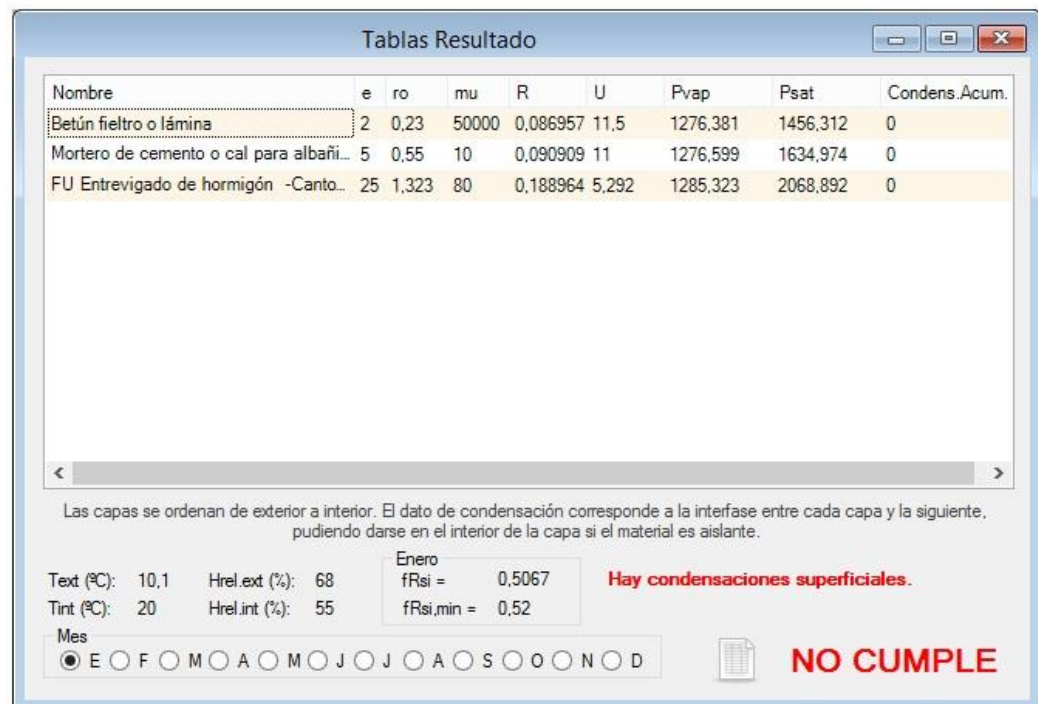 Tablas Resultado
Nombre e ro mu R U Pvap Psat Condens.Acum.
Betún fieltro o lámina 2 0,23 50000 0,086957 11,5 1276,381 1456,312 0
Mortero de cemento o cal para albañi... 5 0,55 10 0,090909 11 1276,599 1634,974 0
FU Entrevigado de hormigón -Canto... 25 1,323 80 0,188964 5,292 1285,323 2068,892 0
Las capas se ordenan de exterior a interior. El dato de condensación corresponde a la interfase entre cada capa y la siguiente,
pudiendo darse en el interior de la capa si el material es aislante.
Enero
Text (ºC): 10,1 Hrel.ext (%): 68 fRsi = 0,5067 Hay condensaciones superficiales.
Tint (ºC): 20 Hrel.int (%): 55 fRsi,min = 0,52
Mes
E F M A M J J A S O N D
NO CUMPLE